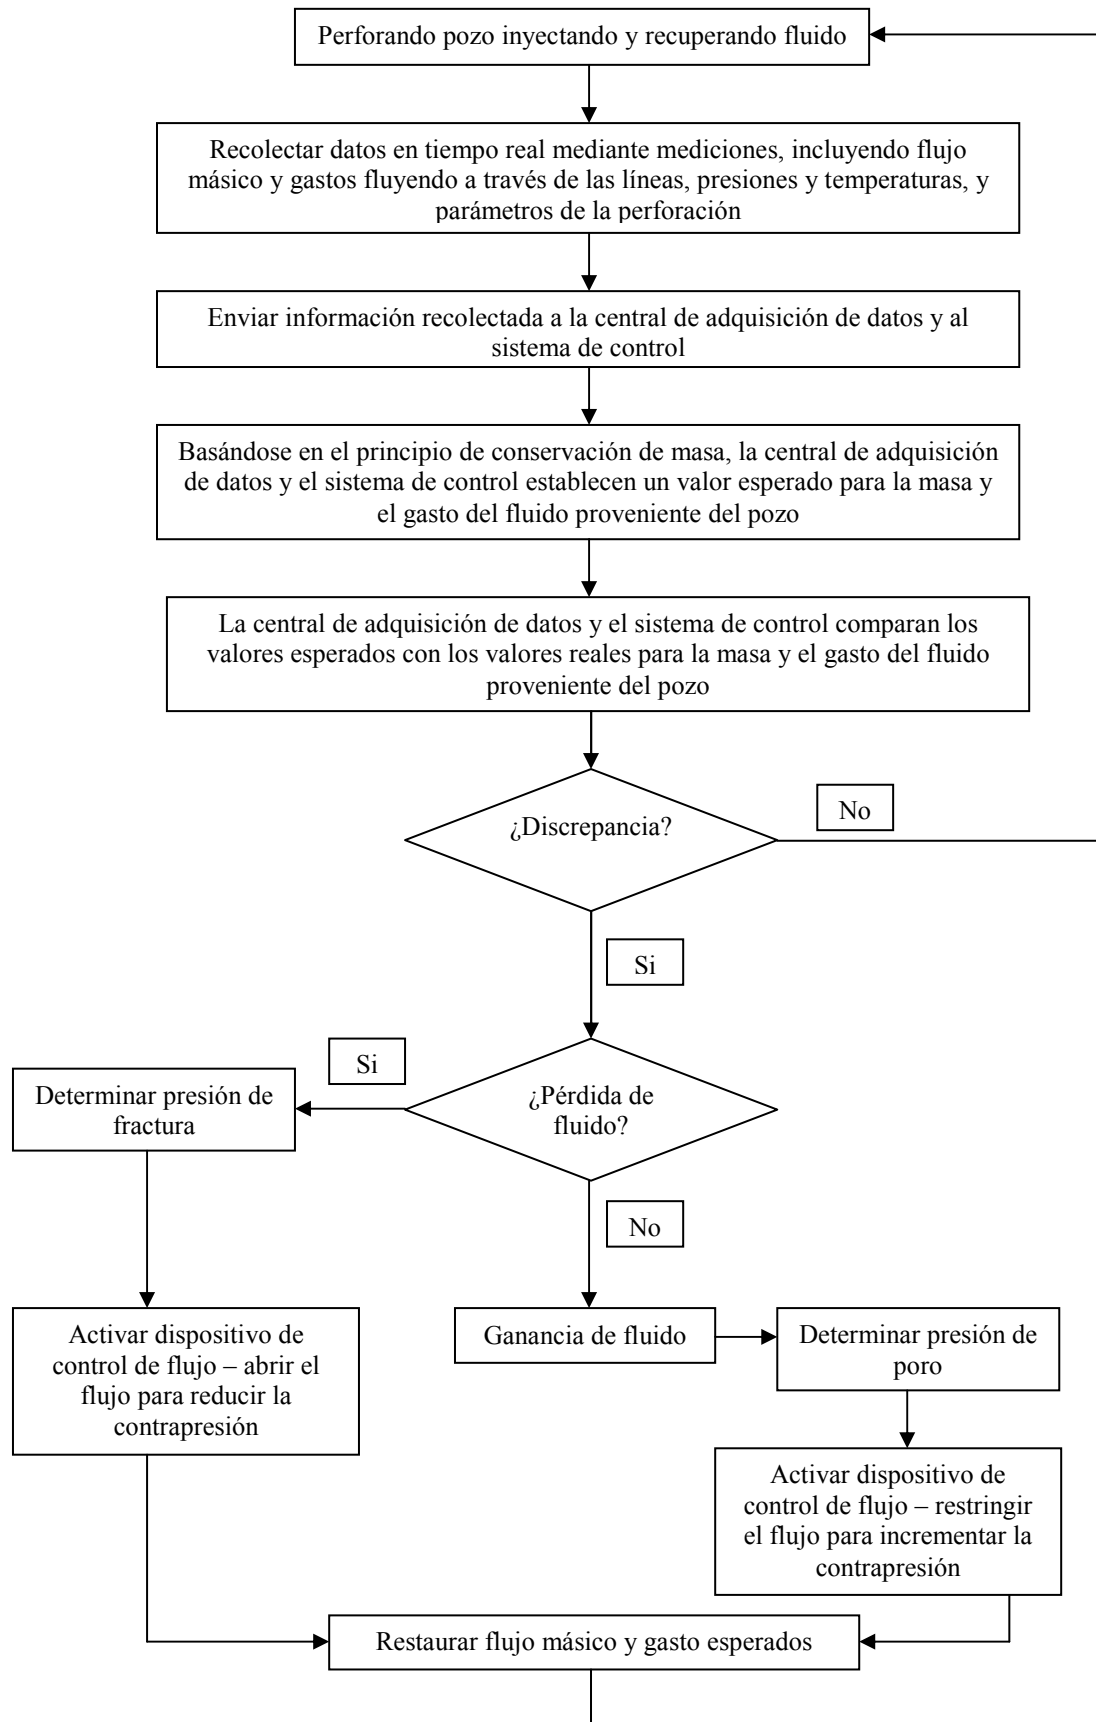 Perforando pozo inyectando y recuperando fluido
Recolectar datos en tiempo real mediante mediciones, incluyendo flujo
másico y gastos fluyendo a través de las líneas, presiones y temperaturas, y
parámetros de la perforación
Enviar información recolectada a la central de adquisición de datos y al
sistema de control
Basándose en el principio de conservación de masa, la central de adquisición
de datos y el sistema de control establecen un valor esperado para la masa y
el gasto del fluido proveniente del pozo
La central de adquisición de datos y el sistema de control comparan los
valores esperados con los valores reales para la masa y el gasto del fluido
proveniente del pozo
¿Discrepancia?
No
Si
Si
¿Pérdida de
fluido?
Determinar presión de
fractura
No
Activar dispositivo de
control de flujo – abrir el
flujo para reducir la
contrapresión
Ganancia de fluido
Determinar presión de
poro
Activar dispositivo de
control de flujo – restringir
el flujo para incrementar la
contrapresión
Restaurar flujo másico y gasto esperados